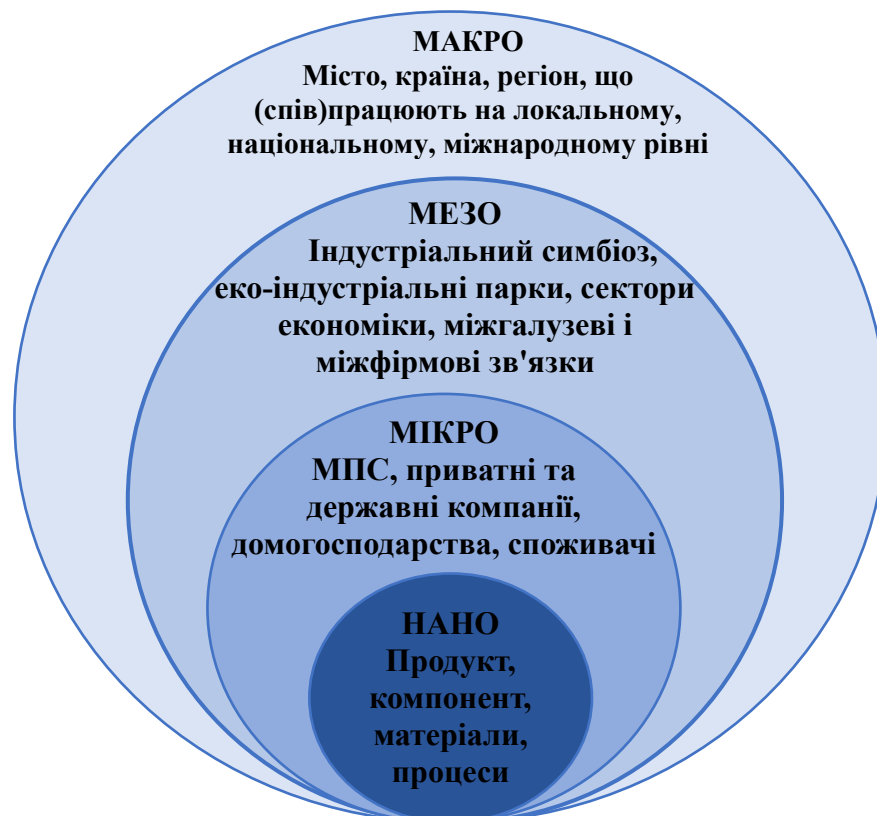 МАКРО
Місто, країна, регіон, що
(спів)працюють на локальному,
національному, міжнародному рівні
МЕЗО
Індустріальний симбіоз,
еко-індустріальні парки, сектори
економіки, міжгалузеві і
міжфірмові зв'язки
МІКРО
МПС, приватні та
державні компанії,
домогосподарства, споживачі
НАНО
Продукт,
компонент,
матеріали,
процеси